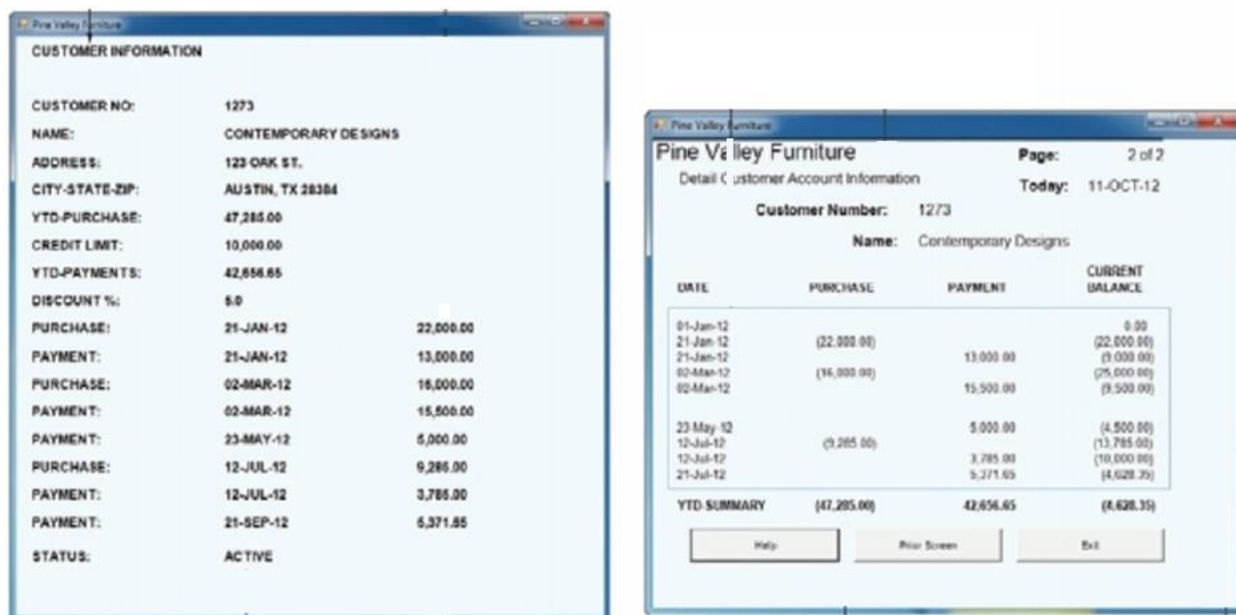 Pine Valley Furniture
CUSTOMER INFORMATION
CUSTOMER NO: 1273
NAME: CONTEMPORARY DESIGNS
ADDRESS: 123 OAK ST.
CITY-STATE-ZIP: AUSTIN, TX 28384
YTD-PURCHASE: 47,285.00
CREDIT LIMIT: 10,000.00
YTD-PAYMENTS: 42,656.65
DISCOUNT %: 5.0
PURCHASE: 21-JAN-12 22,000.00
PAYMENT: 21-JAN-12 13,000.00
PURCHASE: 02-MAR-12 16,000.00
PAYMENT: 02-MAR-12 15,500.00
PAYMENT: 23-MAY-12 5,000.00
PURCHASE: 12-JUL-12 9,285.00
PAYMENT: 12-JUL-12 3,785.00
PAYMENT: 21-SEP-12 5,371.65
STATUS: ACTIVE
Pine Valley Furniture
Pine Valley Furniture Page: 2 of 2
Detail Customer Account Information Today: 11-OCT-12
Customer Number: 1273
Name: Contemporary Designs
CURRENT
DATE PURCHASE PAYMENT BALANCE
01-Jan-12 0.00
21-Jan-12 (22,000.00) (22,000.00)
21-Jan-12 13,000.00 (9,000.00)
02-Mar-12 (16,000.00) (25,000.00)
02-Mar-12 15,500.00 (9,500.00)
23-May-12 5,000.00 (4,500.00)
12-Jul-12 (9,285.00) (13,785.00)
12-Jul-12 3,785.00 (10,000.00)
21-Jul-12 5,371.65 (4,628.35)
YTD-SUMMARY (47,285.00) 42,656.65 (4,628.35)
Help Prior Screen Exit